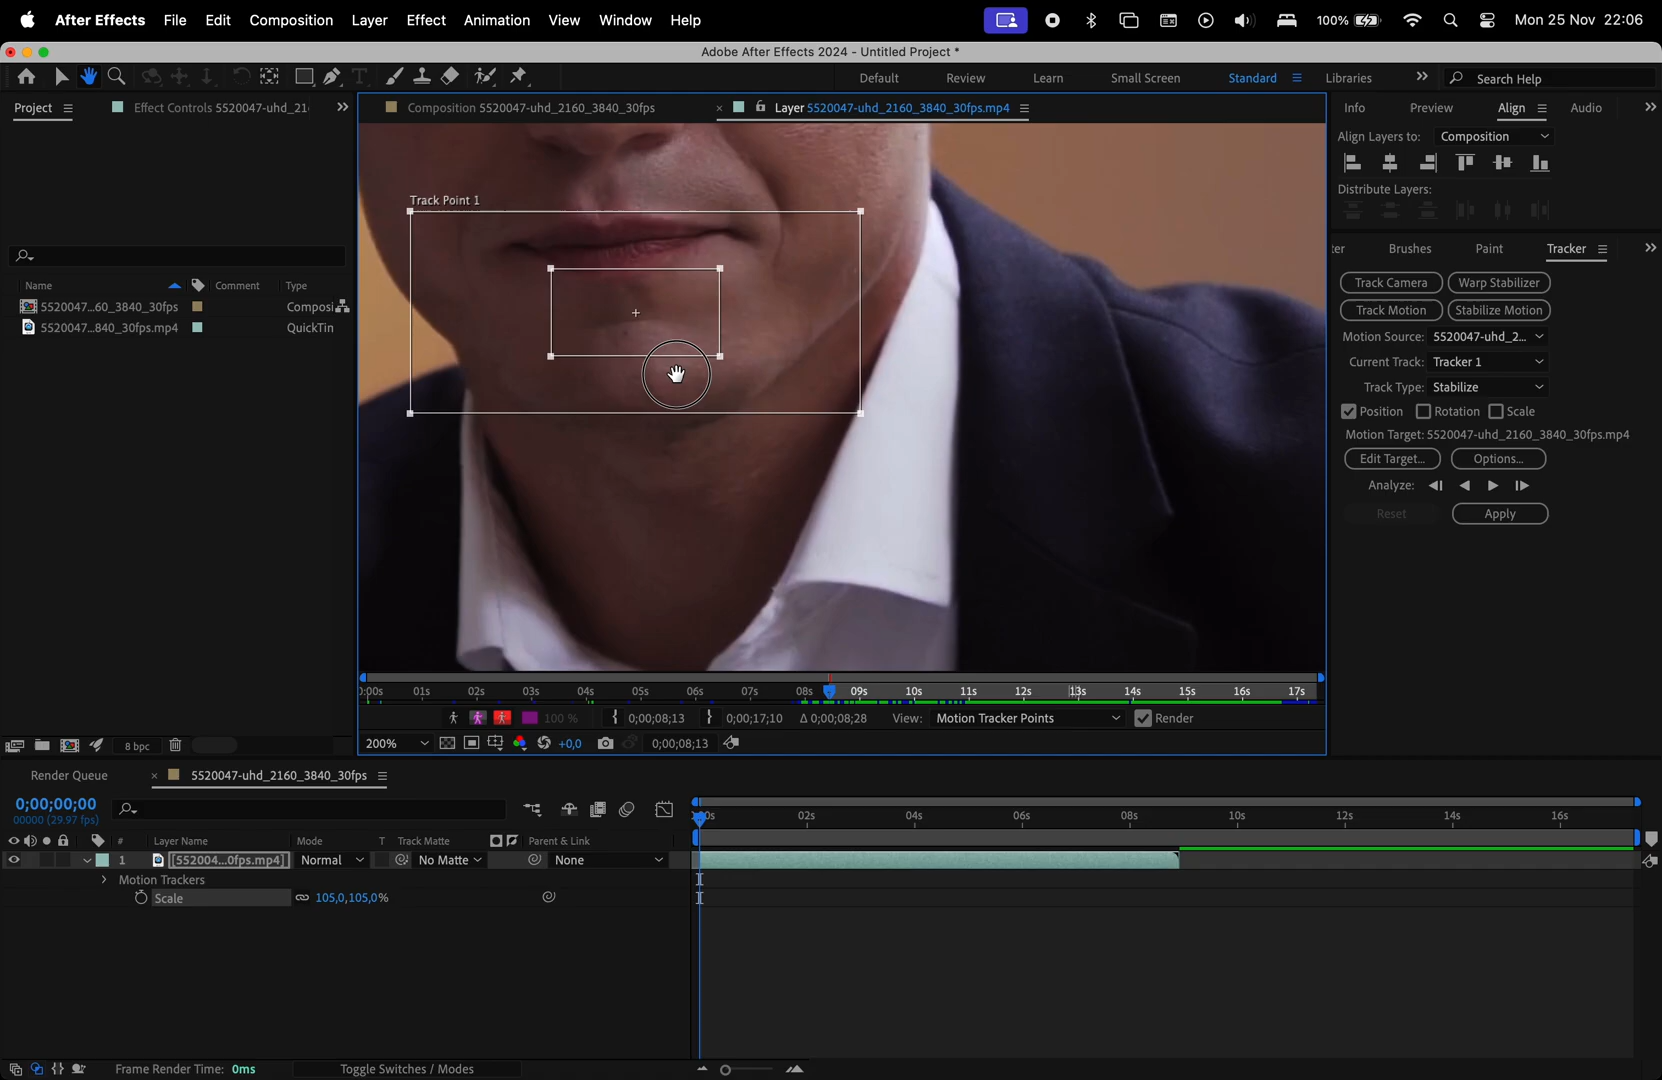 After Effects File Edit Composition Layer Effect Animation View Window Help 100% Mon 25 Nov 22:06
Adobe After Effects 2024 - Untitled Project *
Default Review Learn Small Screen Standard Libraries Search Help
Project Effect Controls 5520047-uhd_21 Composition 5520047-uhd_2160_3840_30fps × Layer 5520047-uhd_2160_3840_30fps.mp4 Info Preview Align Audio
Align Layers to: Composition
Distribute Layers:
Track Point 1
ter Brushes Paint Tracker
Name Comment Type
Track Camera Warp Stabilizer
5520047...60_3840_30fps Composi
Track Motion Stabilize Motion
5520047...840_30fps.mp4 QuickTin
Motion Source: 5520047-uhd_2...
Current Track: Tracker 1
Track Type: Stabilize
Position Rotation Scale
Motion Target: 5520047-uhd_2160_3840_30fps.mp4
Edit Target... Options...
Analyze:
Reset Apply
0:00s 01s 02s 03s 04s 05s 06s 07s 08s 09s 10s 11s 12s 13s 14s 15s 16s 17s
100 % 0;00;08;13 0;00;17;10 Δ 0;00;08;28 View: Motion Tracker Points Render
8 bpc 200% +0,0 0;00;08;13
Render Queue × 5520047-uhd_2160_3840_30fps
0;00;00;00
00000 (29.97 fps)
:00s 02s 04s 06s 08s 10s 12s 14s 16s
# Layer Name Mode T Track Matte Parent & Link
1 [552004...0fps.mp4] Normal No Matte None
Motion Trackers
Scale 105,0,105,0%
Frame Render Time: 0ms Toggle Switches / Modes